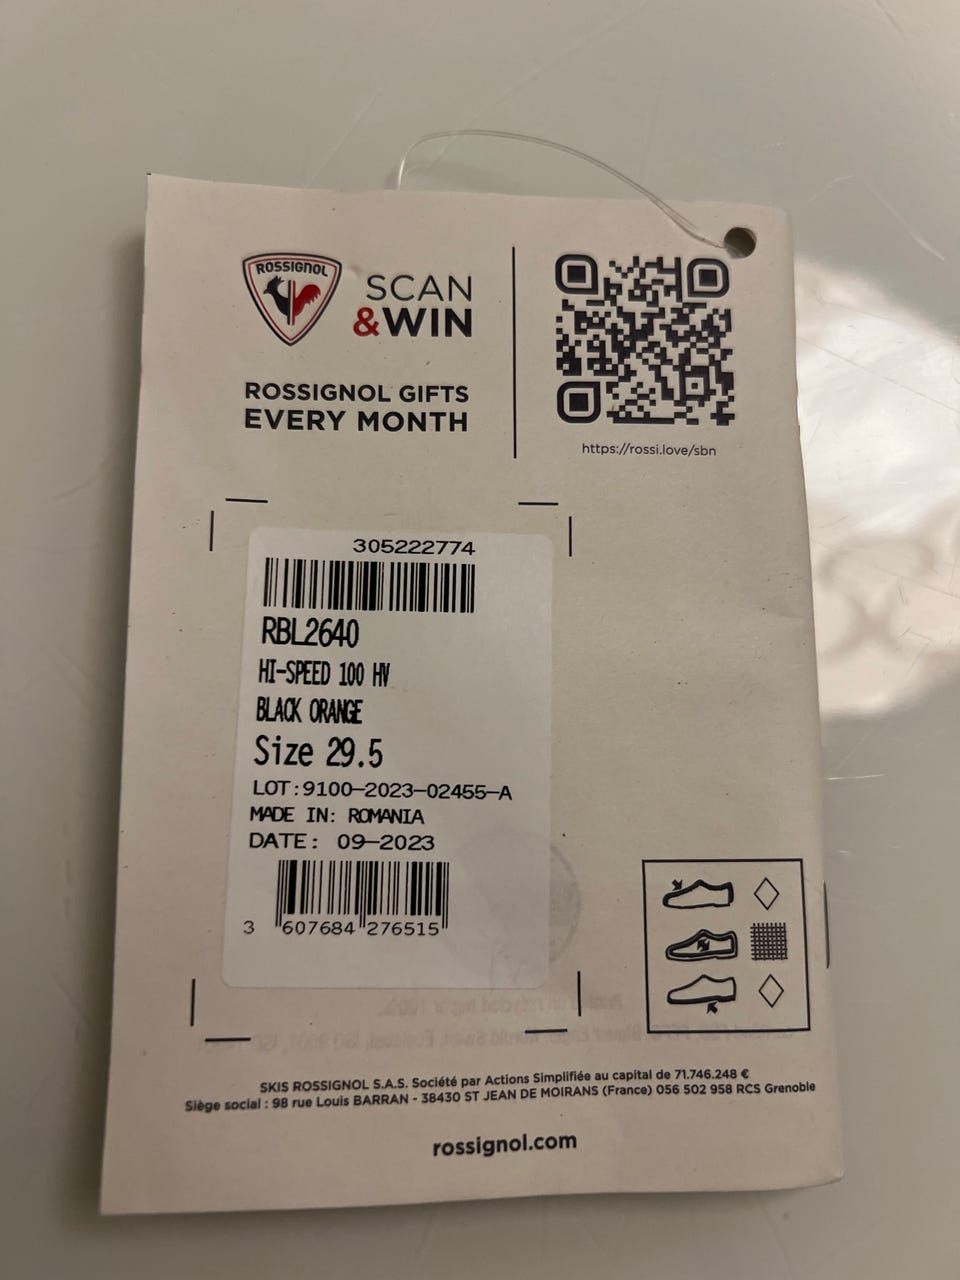 ROSSIGNOL
SCAN
&WIN
ROSSIGNOL GIFTS
EVERY MONTH
https://rossi.love/sbn
305222774
RBL2640
HI-SPEED 100 HV
BLACK ORANGE
Size 29.5
LOT:9100-2023-02455-A
MADE IN: ROMANIA
DATE: 09-2023
3 607684 276515
SKIS ROSSIGNOL S.A.S. Société par Actions Simplifiée au capital de 71.746.248 €
Siège social : 98 rue Louis BARRAN - 38430 ST JEAN DE MOIRANS (France) 056 502 958 RCS Grenoble
rossignol.com